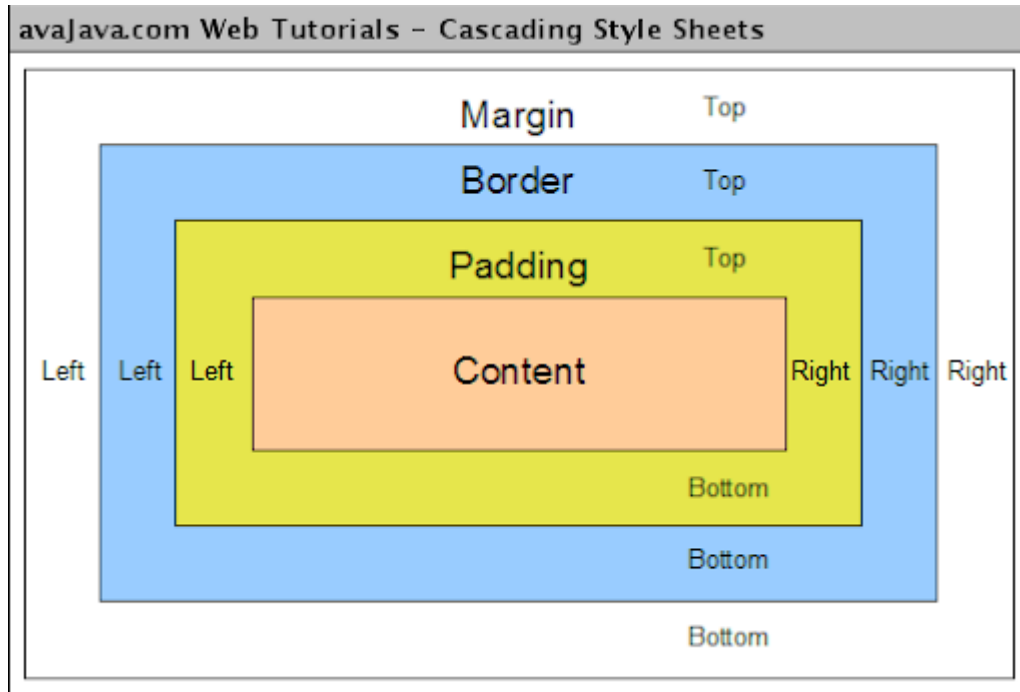 avaJava.com Web Tutorials – Cascading Style Sheets
Margin Top
Border Top
Padding Top
Left Left Left Content Right Right Right
Bottom
Bottom
Bottom